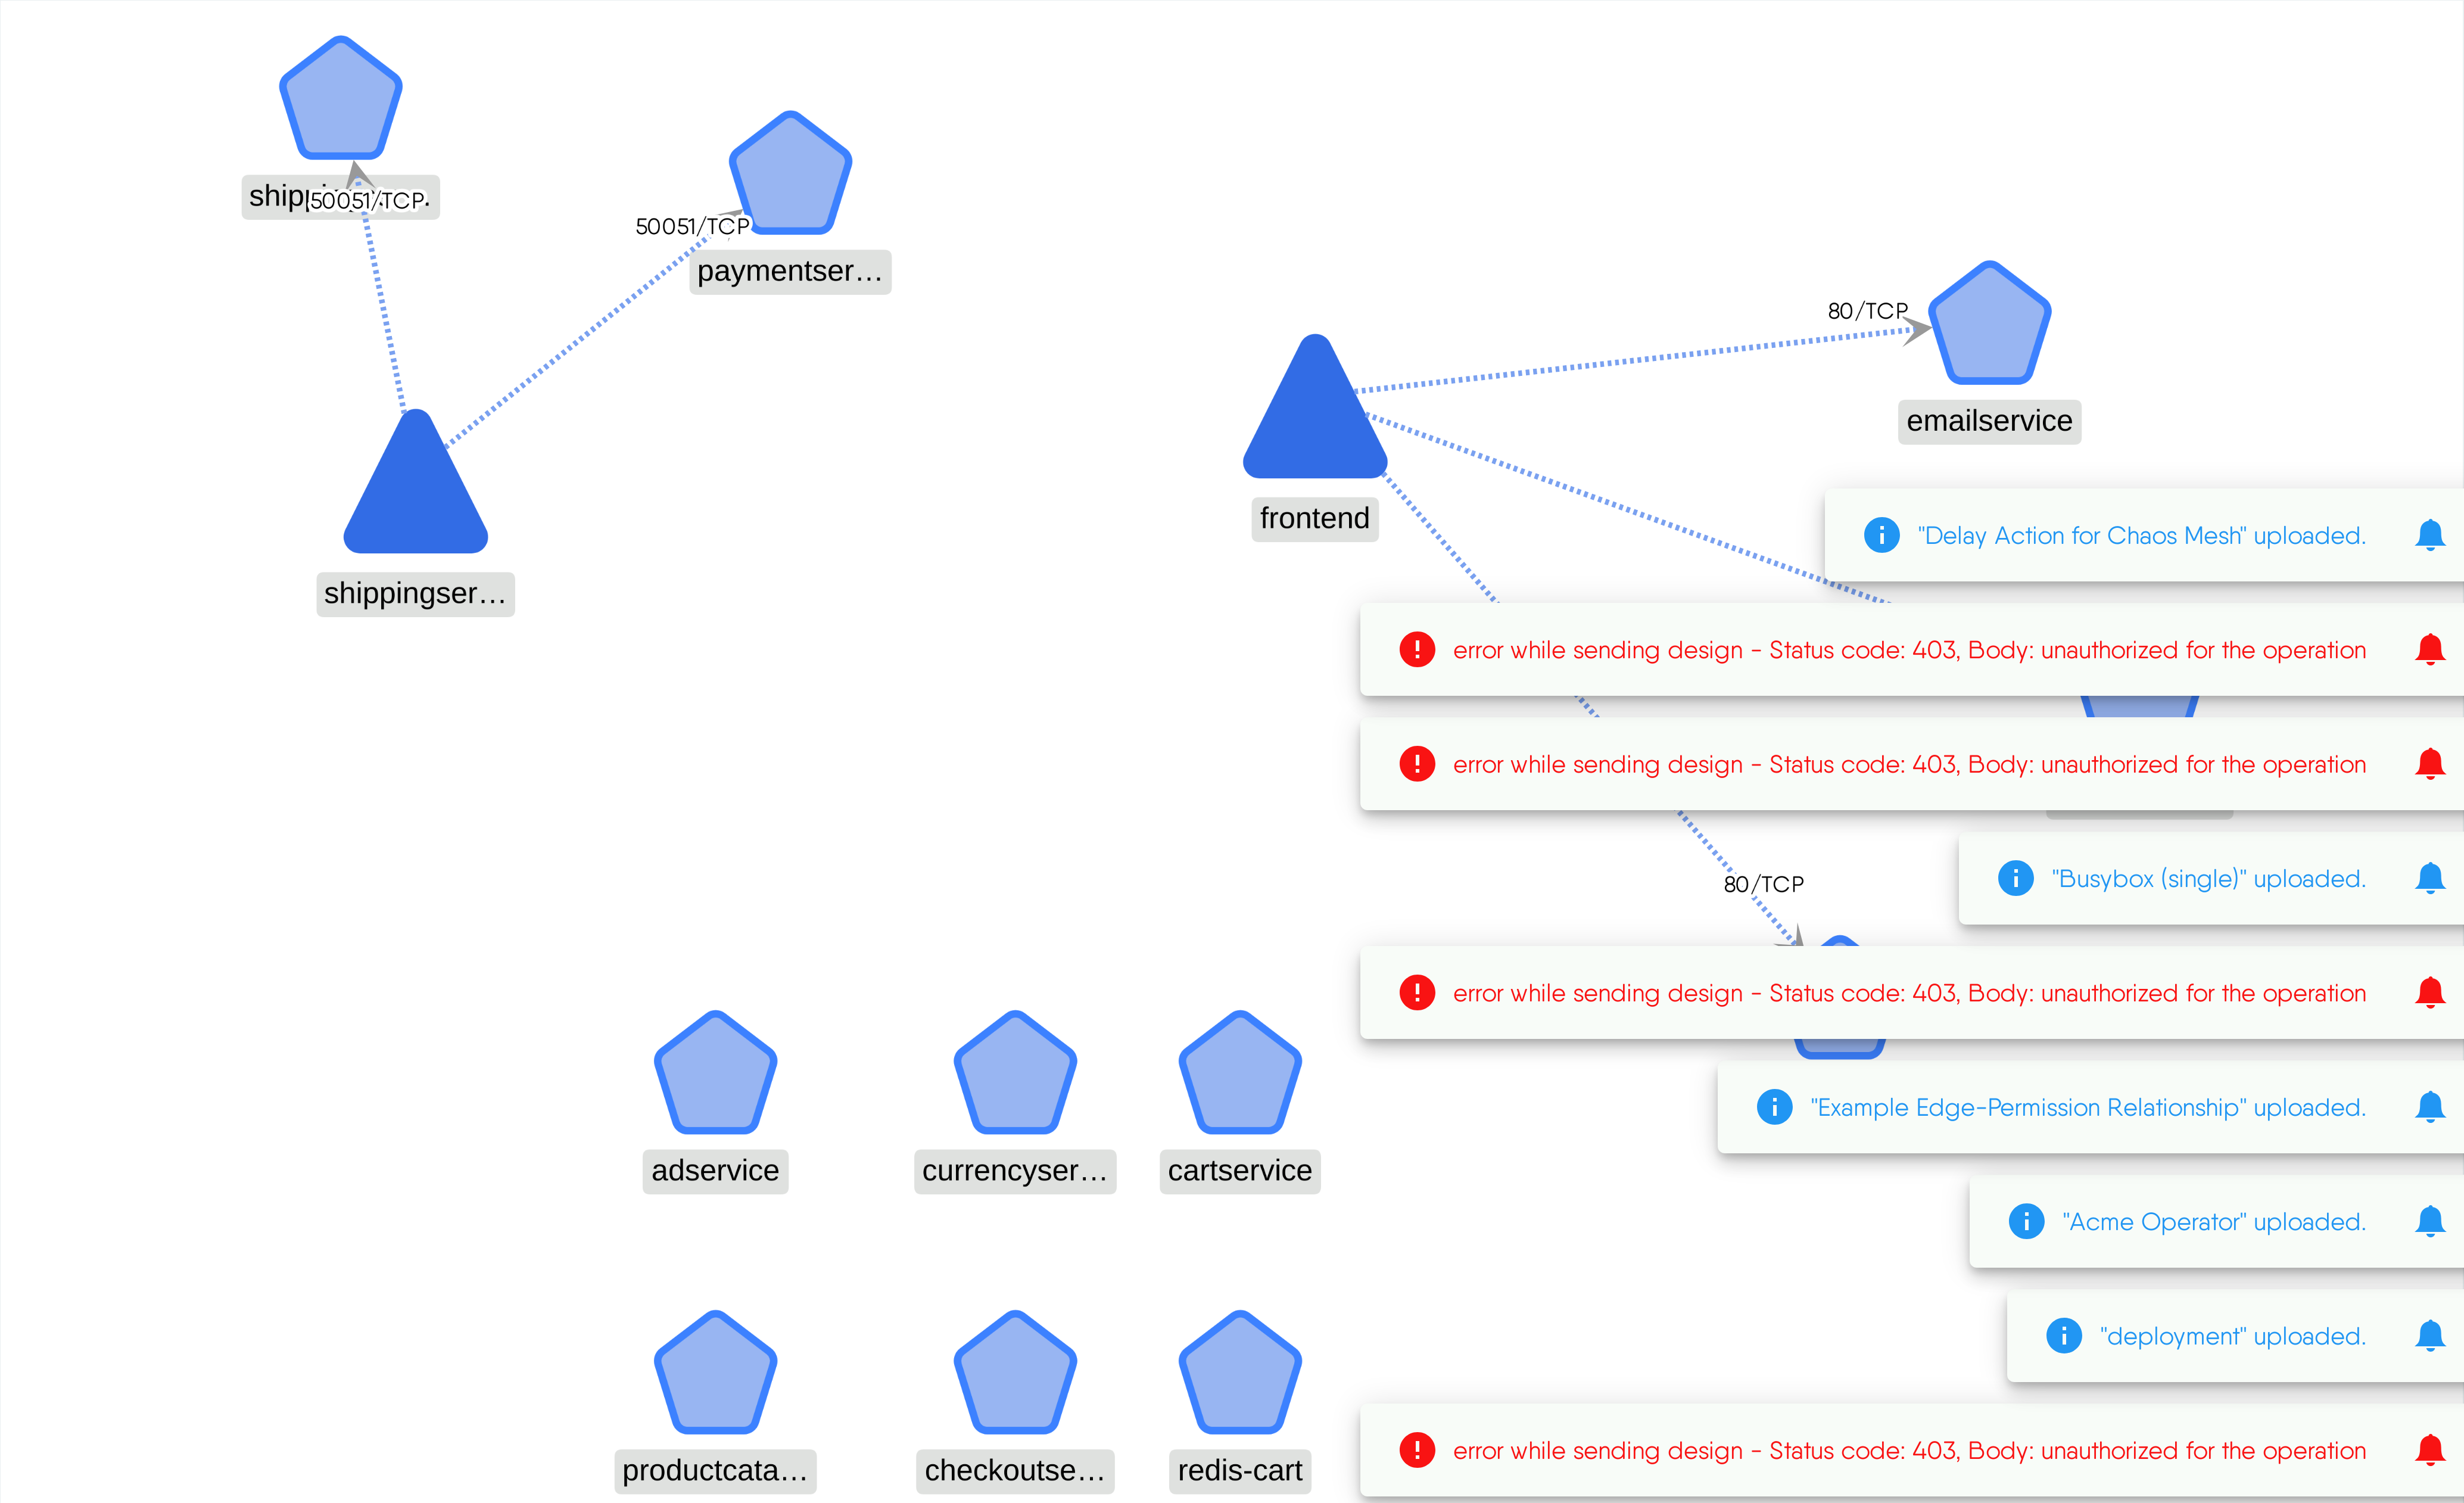 50051/TCP
50051/TCP
paymentser…
80/TCP
emailservice
frontend
"Delay Action for Chaos Mesh" uploaded.
shippingser…
error while sending design - Status code: 403, Body: unauthorized for the operation
error while sending design - Status code: 403, Body: unauthorized for the operation
80/TCP
"Busybox (single)" uploaded.
error while sending design - Status code: 403, Body: unauthorized for the operation
"Example Edge-Permission Relationship" uploaded.
adservice
currencyser…
cartservice
"Acme Operator" uploaded.
"deployment" uploaded.
productcata…
checkoutse…
redis-cart
error while sending design - Status code: 403, Body: unauthorized for the operation